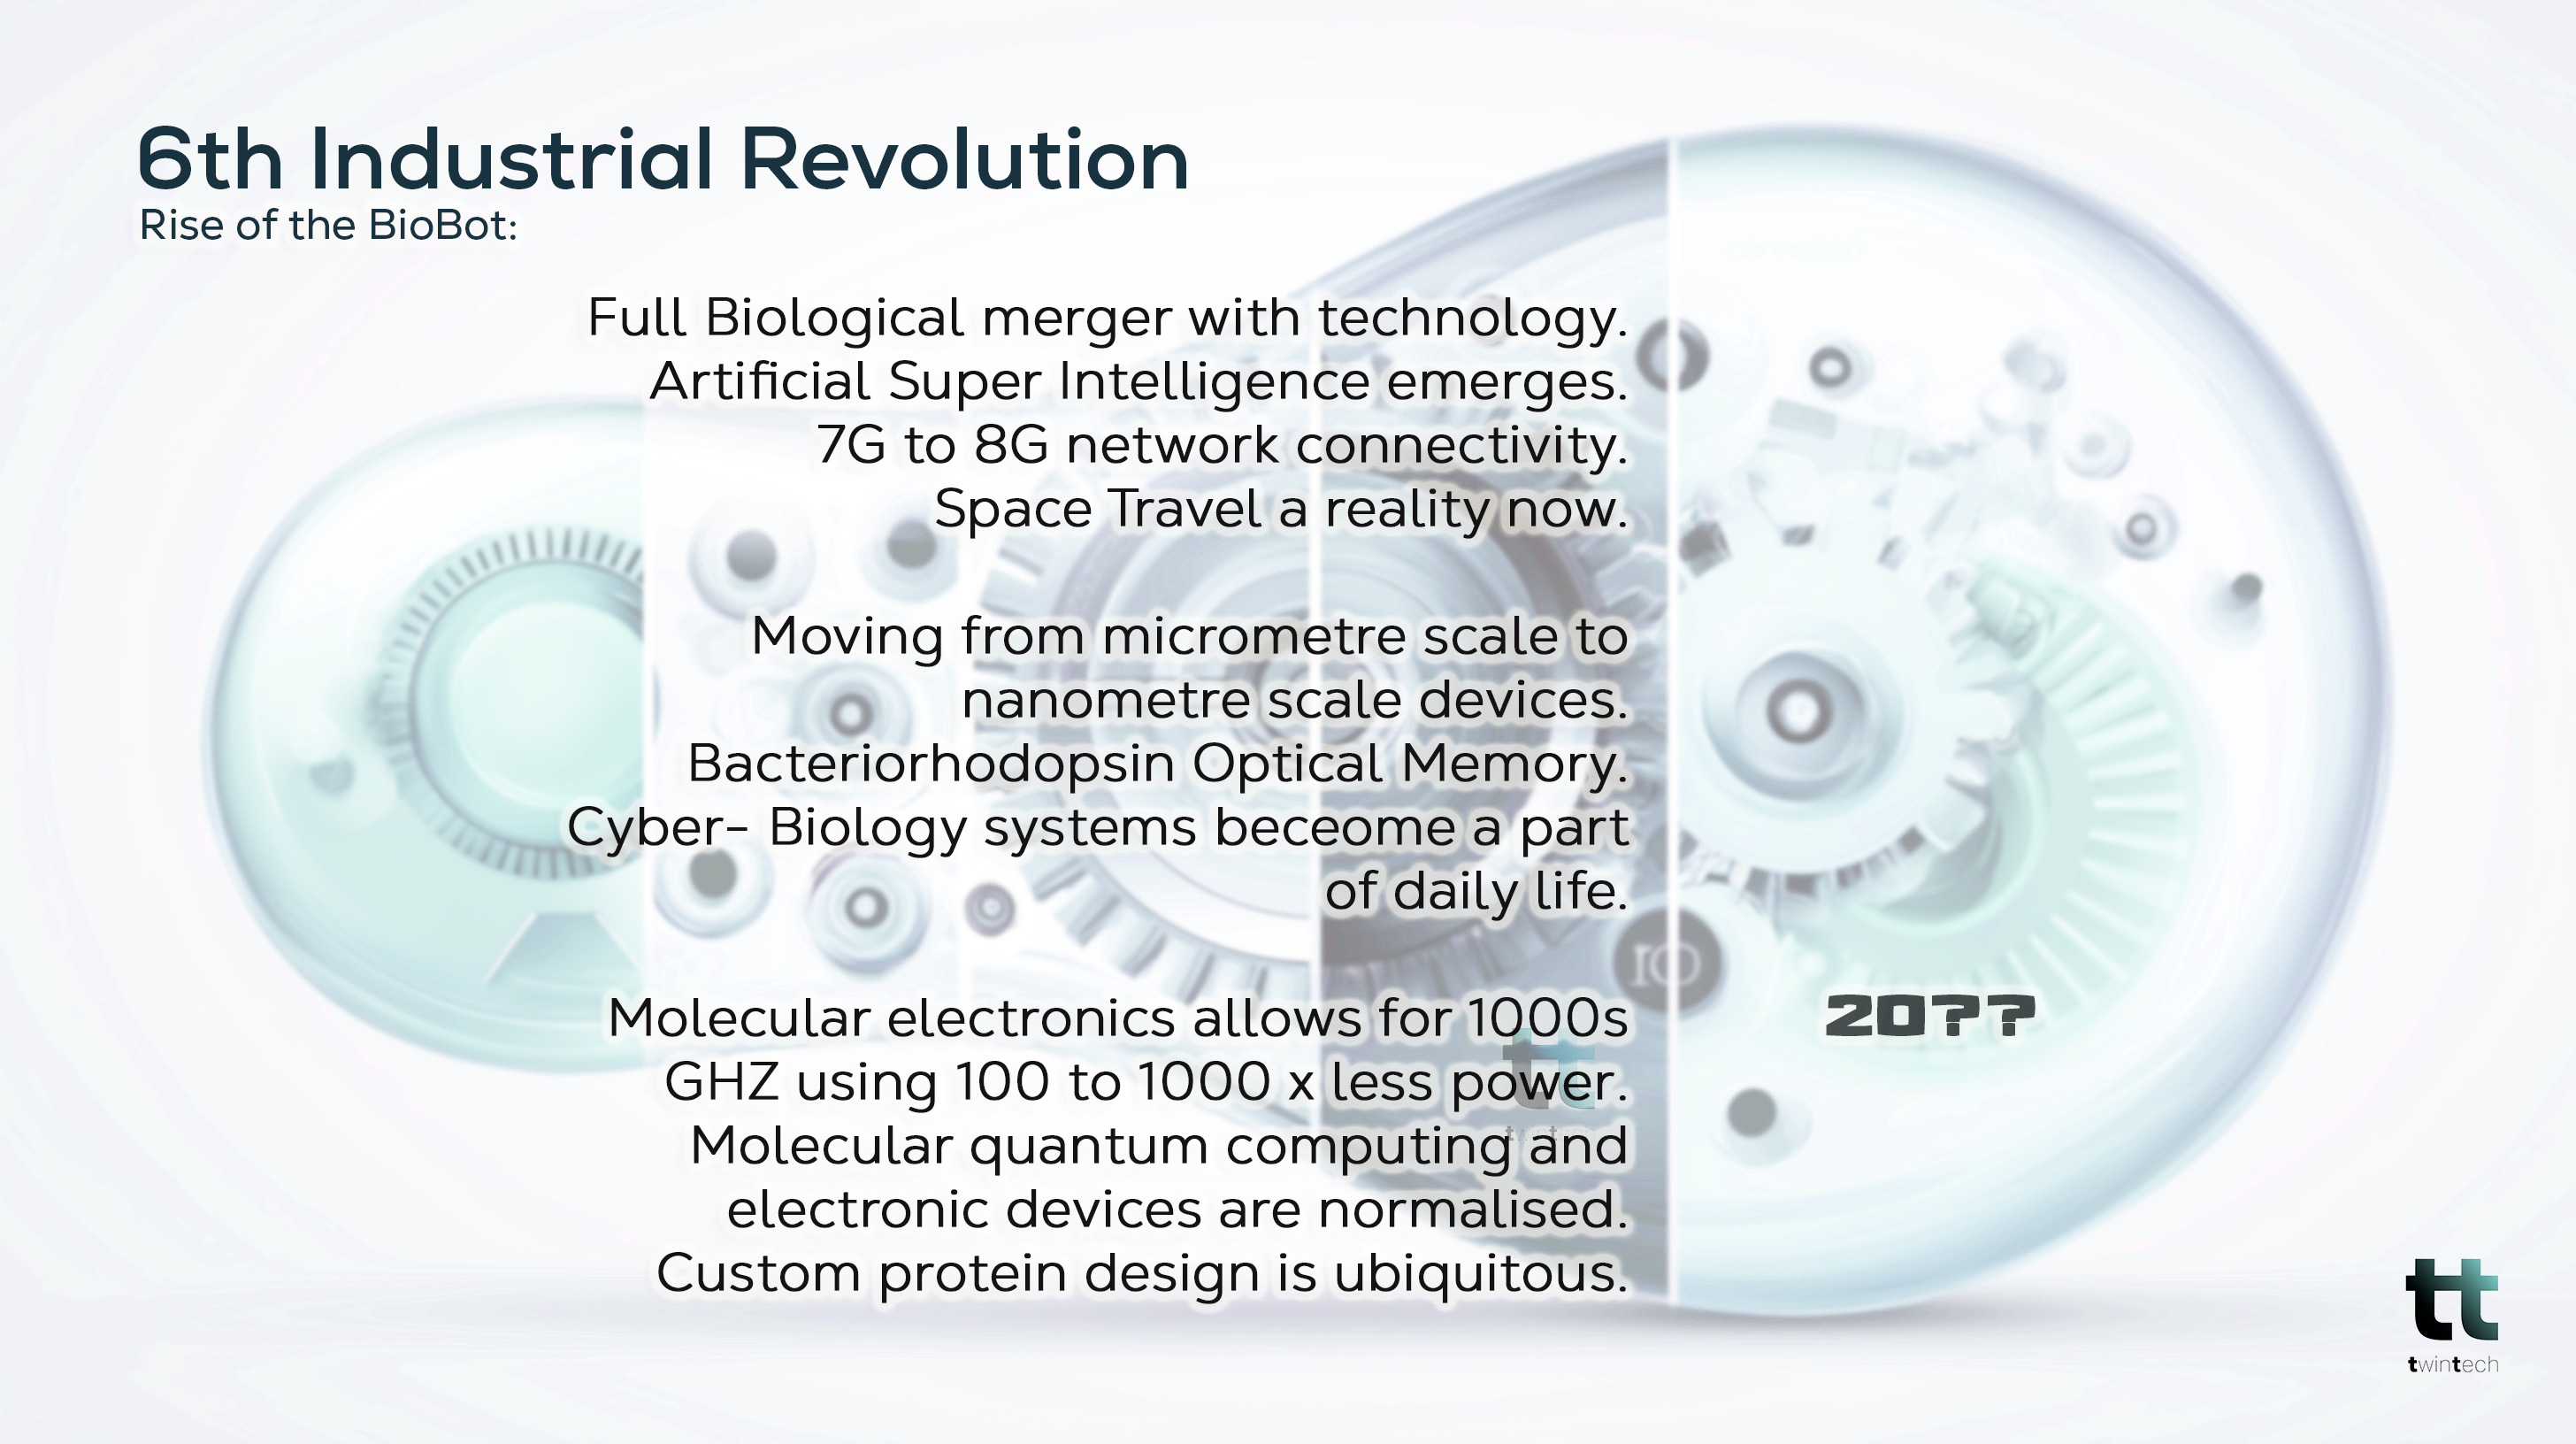 6th Industrial Revolution
Rise of the BioBot:
Full Biological merger with technology.
Artificial Super Intelligence emerges.
7G to 8G network connectivity.
Space Travel a reality now.
Moving from micrometre scale to
nanometre scale devices.
Bacteriorhodopsin Optical Memory.
Cyber- Biology systems beceome a part
of daily life.
Molecular electronics allows for 1000s
GHZ using 100 to 1000 x less power.
Molecular quantum computing and
electronic devices are normalised.
Custom protein design is ubiquitous.
20??
tt
twintech